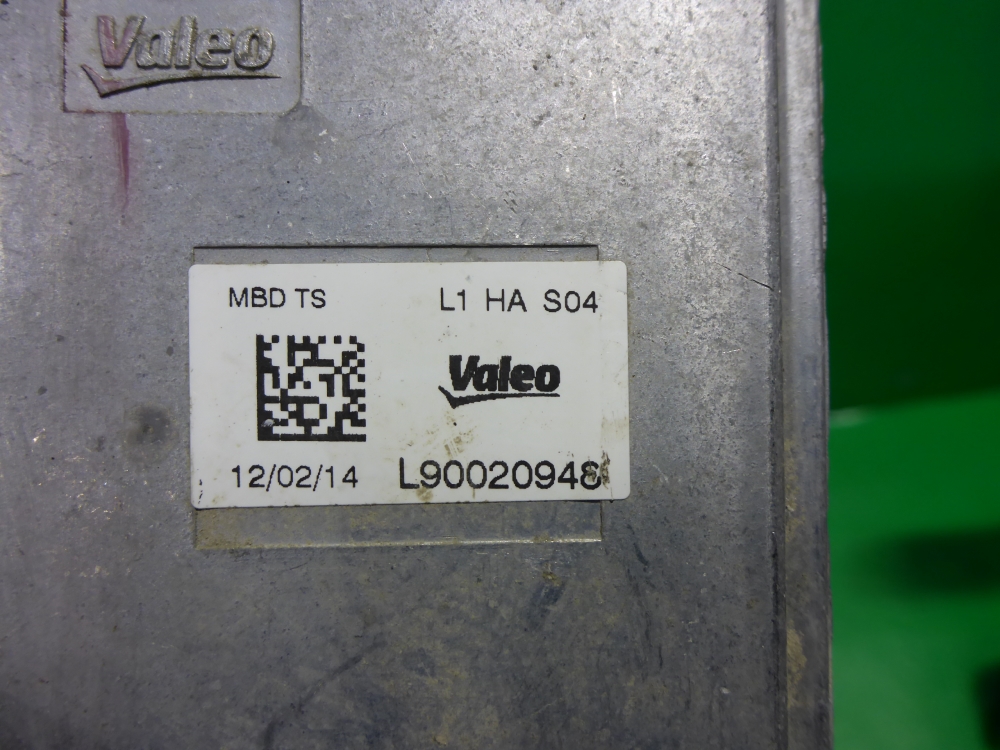 Valeo
MBD TS L1 HA S04
Valeo
12/02/14 L90020948